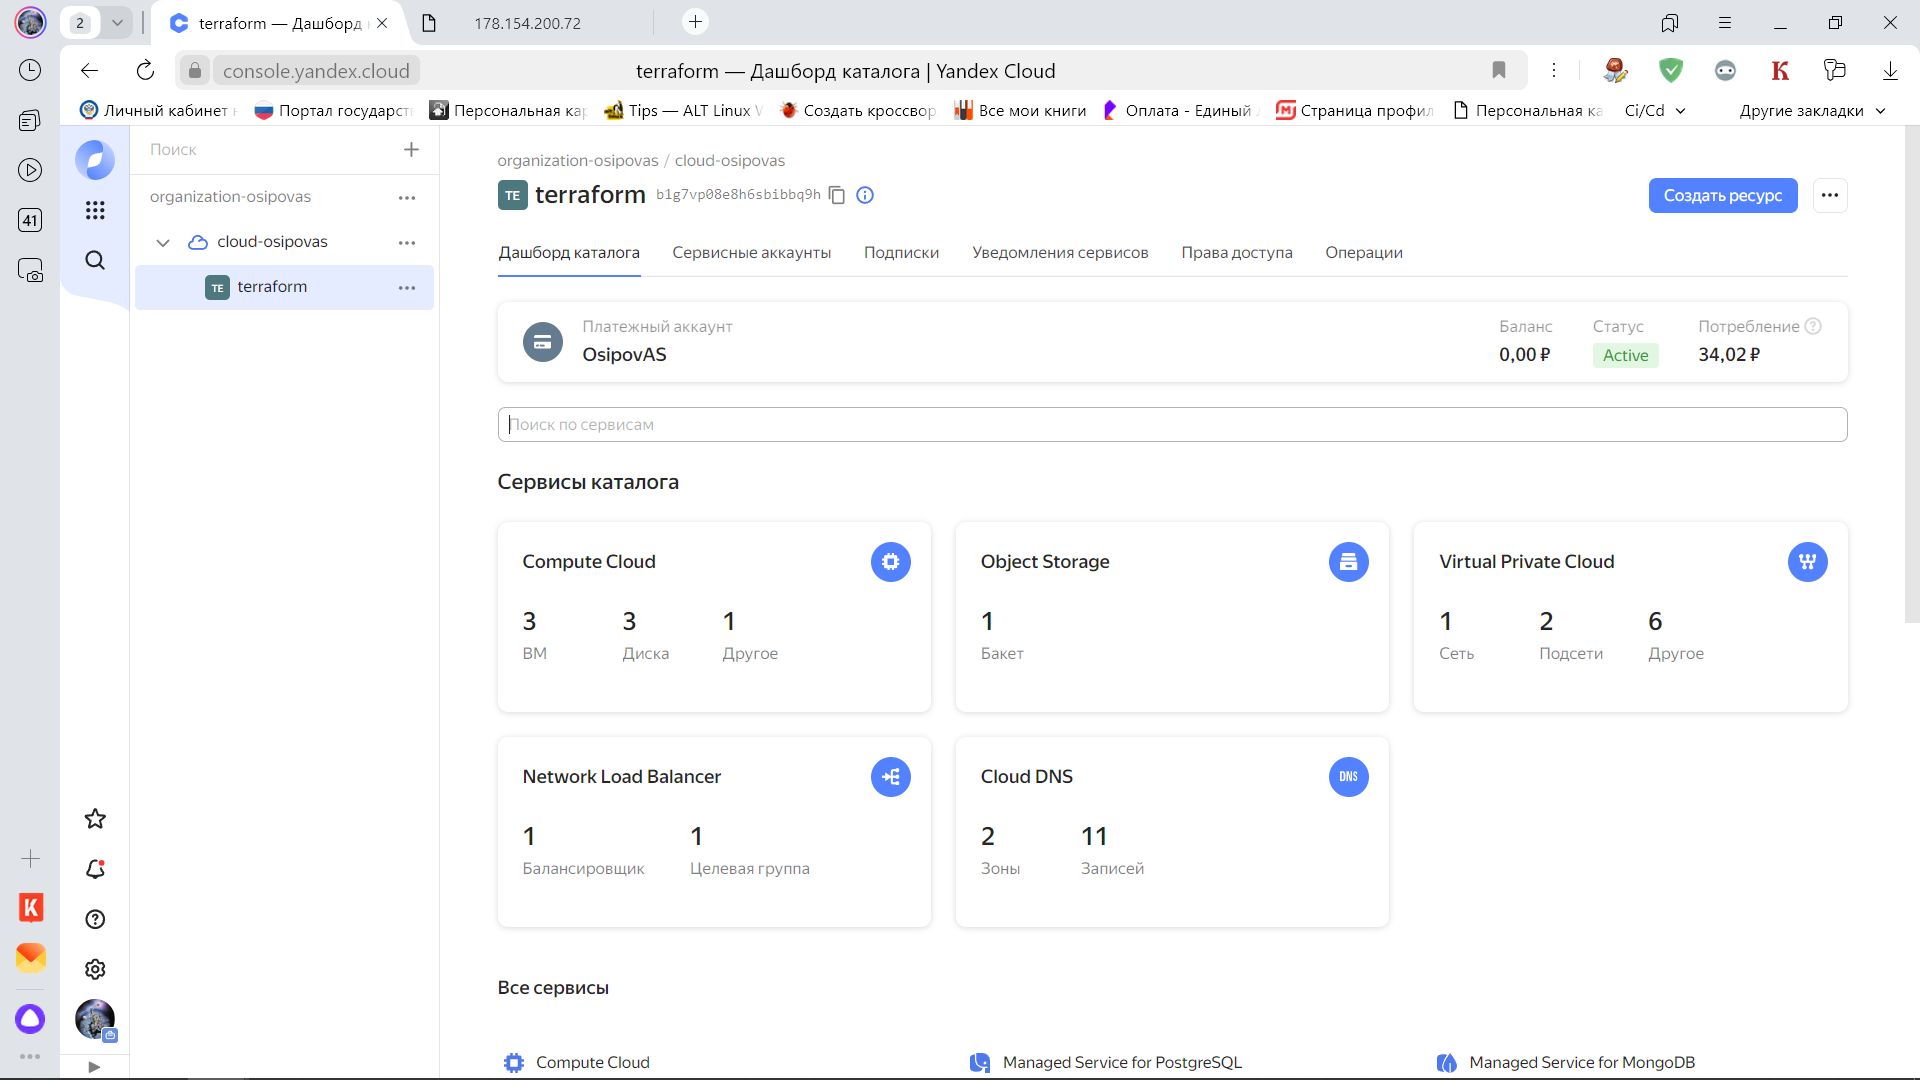 2
terraform — Дашборд
178.154.200.72
console.yandex.cloud
terraform — Дашборд каталога | Yandex Cloud
Личный кабинет
Портал государст
Персональная ка
Tips — ALT Linux
Создать кроссвор
Все мои книги
Оплата - Единый
Страница профил
Персональная ка
Ci/Cd
Другие закладки
41
Поиск
organization-osipovas
cloud-osipovas
TE terraform
organization-osipovas / cloud-osipovas
TE terraform b1g7vp08e8h6sbibbq9h
Создать ресурс
Дашборд каталога
Сервисные аккаунты
Подписки
Уведомления сервисов
Права доступа
Операции
Платежный аккаунт
OsipovAS
Баланс
0,00 ₽
Статус
Active
Потребление
34,02 ₽
Поиск по сервисам
Сервисы каталога
Compute Cloud
3 3 1
ВМ Диска Другое
Object Storage
1
Бакет
Virtual Private Cloud
1 2 6
Сеть Подсети Другое
Network Load Balancer
1 1
Балансировщик Целевая группа
Cloud DNS
DNS
2 11
Зоны Записей
Все сервисы
Compute Cloud
Managed Service for PostgreSQL
Managed Service for MongoDB